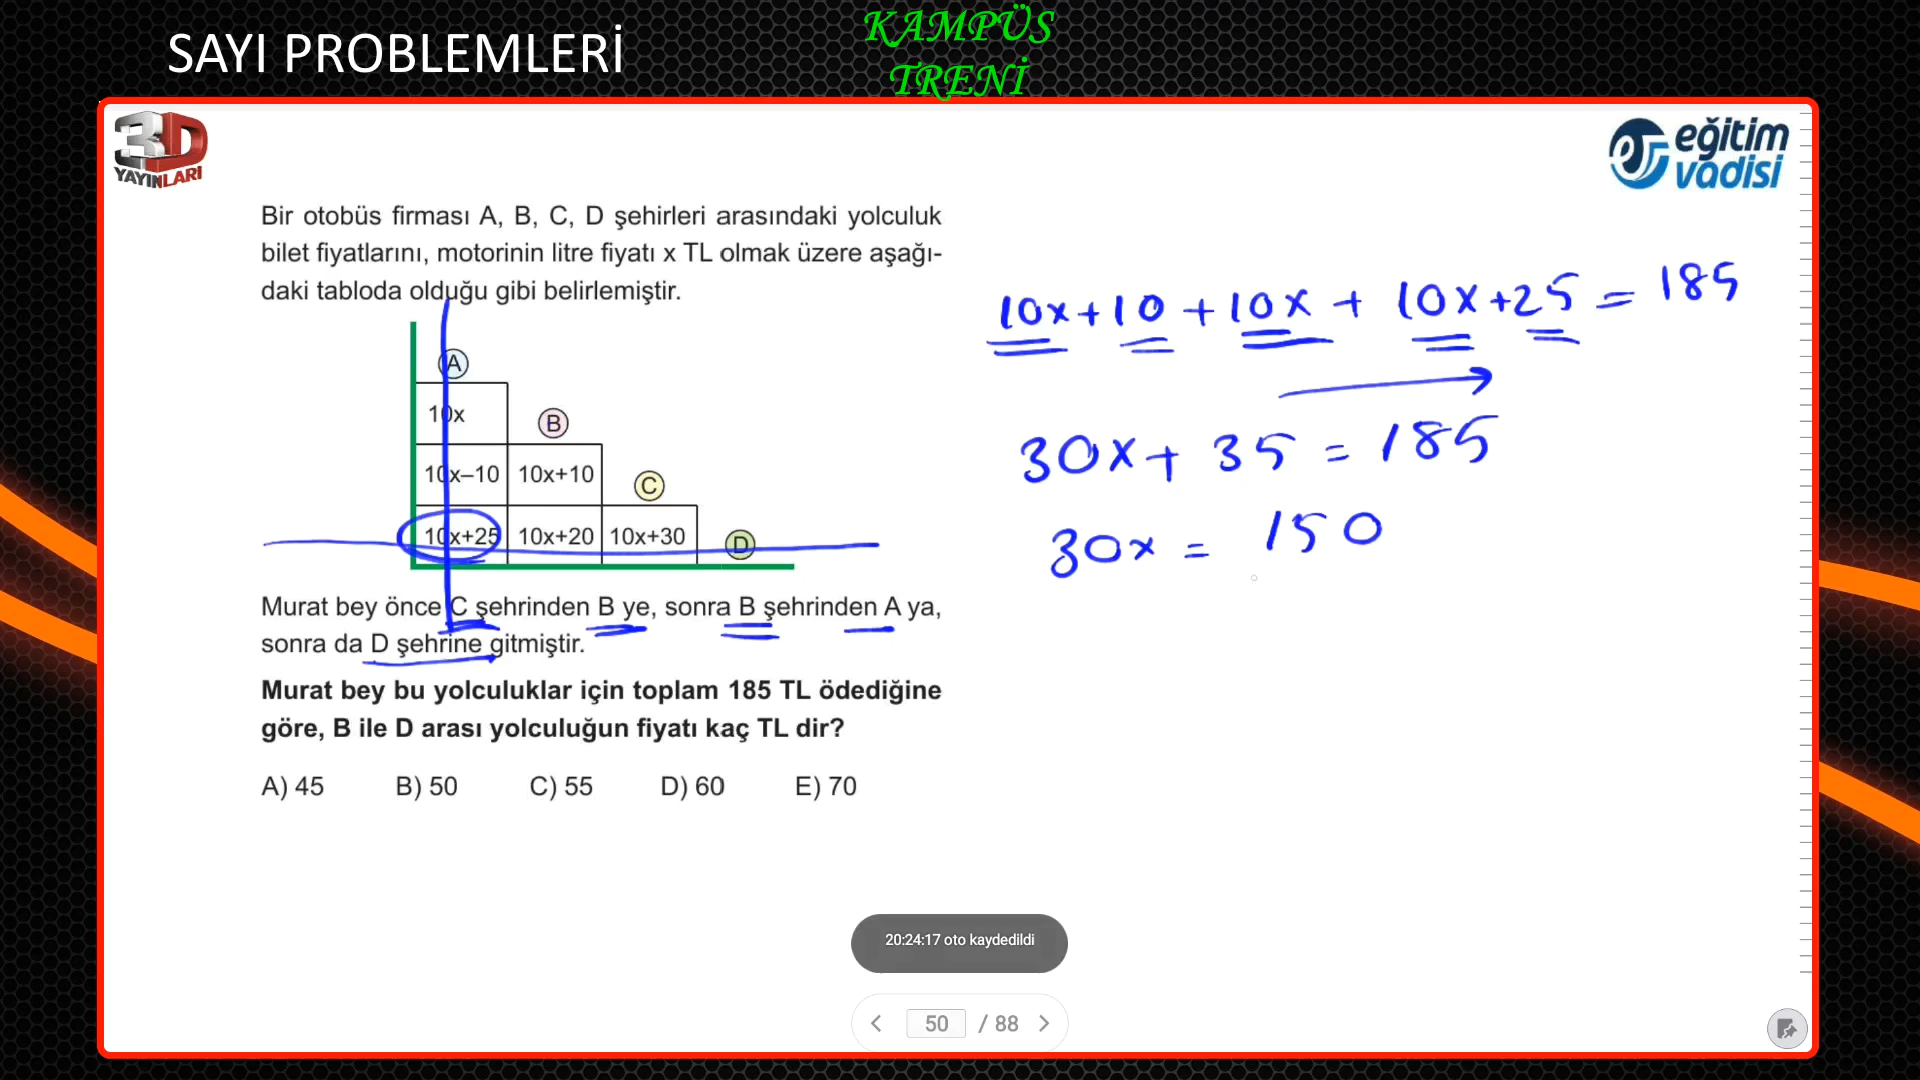 SAYI PROBLEMLERİ
KAMPÜS
TRENİ
3D
YAYINLARI
eğitim
vadisi
Bir otobüs firması A, B, C, D şehirleri arasındaki yolculuk
bilet fiyatlarını, motorinin litre fiyatı x TL olmak üzere aşağı-
daki tabloda olduğu gibi belirlemiştir.
A
10x
B
10x–10 10x+10
C
10x+25 10x+20 10x+30
D
Murat bey önce C şehrinden B ye, sonra B şehrinden A ya,
sonra da D şehrine gitmiştir.
Murat bey bu yolculuklar için toplam 185 TL ödediğine
göre, B ile D arası yolculuğun fiyatı kaç TL dir?
A) 45 B) 50 C) 55 D) 60 E) 70
10x+10 + 10x + 10x+25 = 185
30x + 35 = 185
30x = 150
20:24:17 oto kaydedildi
50 / 88